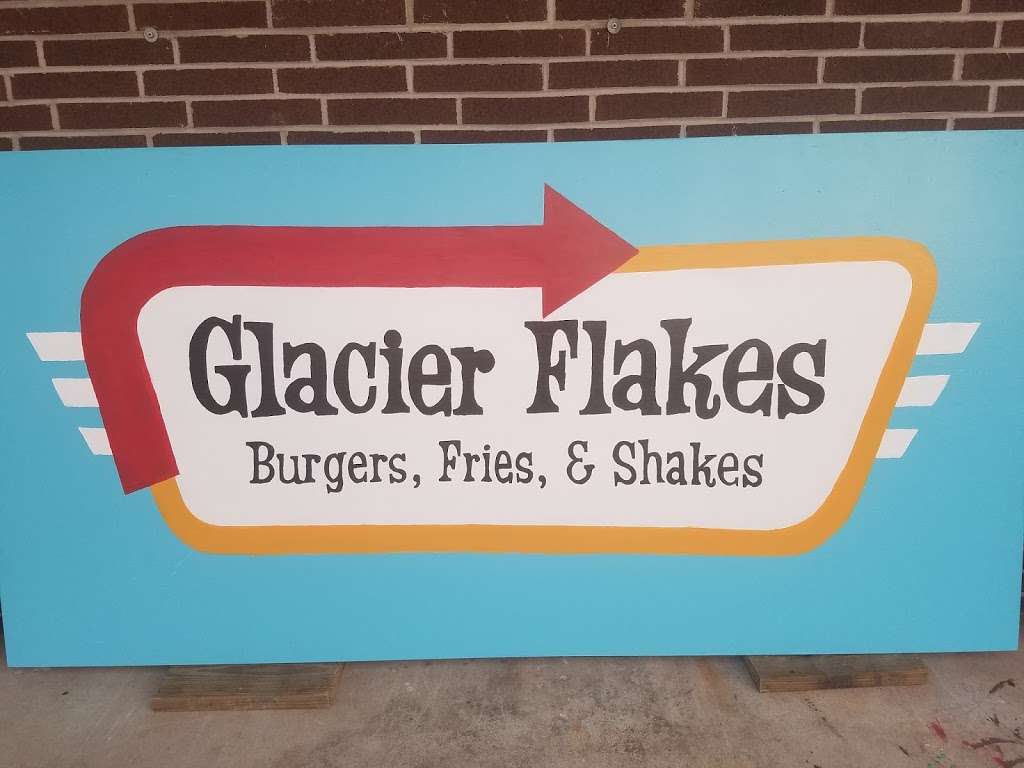 Glacier Flakes
Burgers, Fries, & Shakes